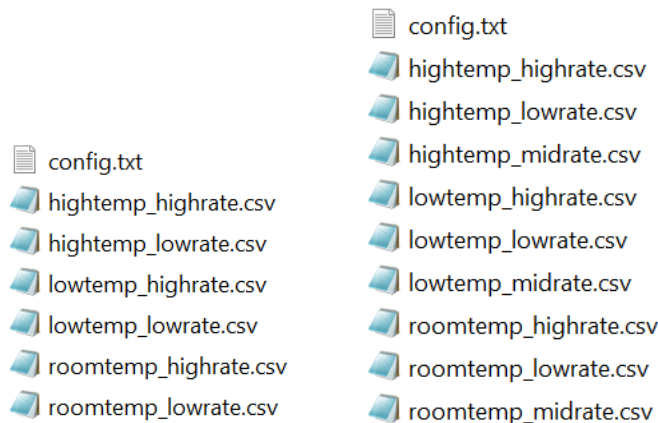 config.txt
hightemp_highrate.csv
hightemp_lowrate.csv
lowtemp_highrate.csv
lowtemp_lowrate.csv
roomtemp_highrate.csv
roomtemp_lowrate.csv
config.txt
hightemp_highrate.csv
hightemp_lowrate.csv
hightemp_midrate.csv
lowtemp_highrate.csv
lowtemp_lowrate.csv
lowtemp_midrate.csv
roomtemp_highrate.csv
roomtemp_lowrate.csv
roomtemp_midrate.csv